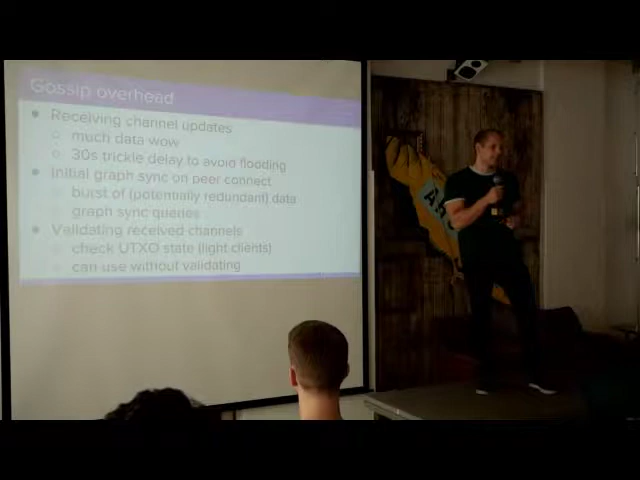 Gossip overhead
● Receiving channel updates
○ much data wow
○ 30s trickle delay to avoid flooding
● Initial graph sync on peer connect
○ burst of (potentially redundant) data
○ graph sync queries
● Validating received channels
○ check UTXO state (light clients)
○ can use without validating